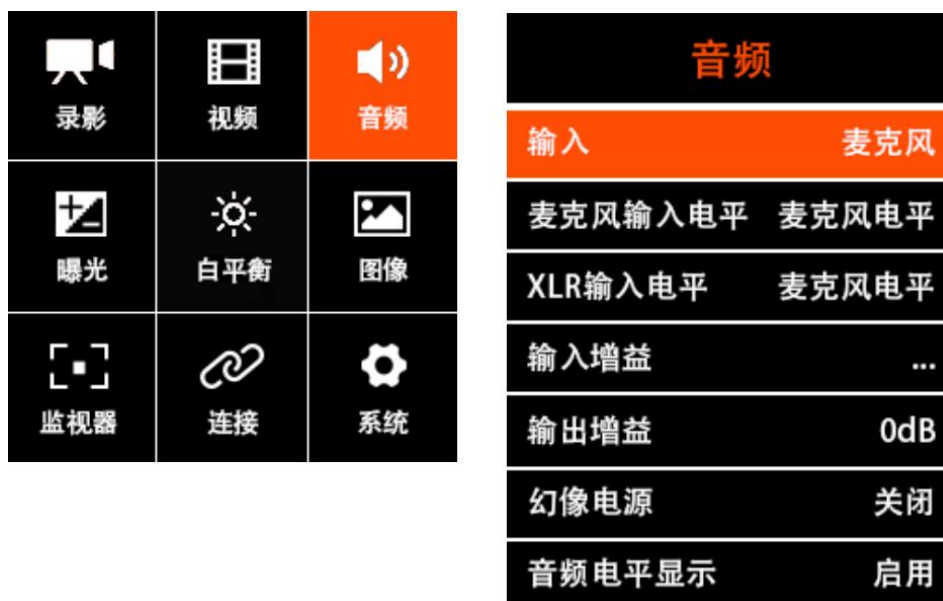 录影 视频 音频
曝光 白平衡 图像
监视器 连接 系统
音频
输入 麦克风
麦克风输入电平 麦克风电平
XLR输入电平 麦克风电平
输入增益 ...
输出增益 0dB
幻像电源 关闭
音频电平显示 启用